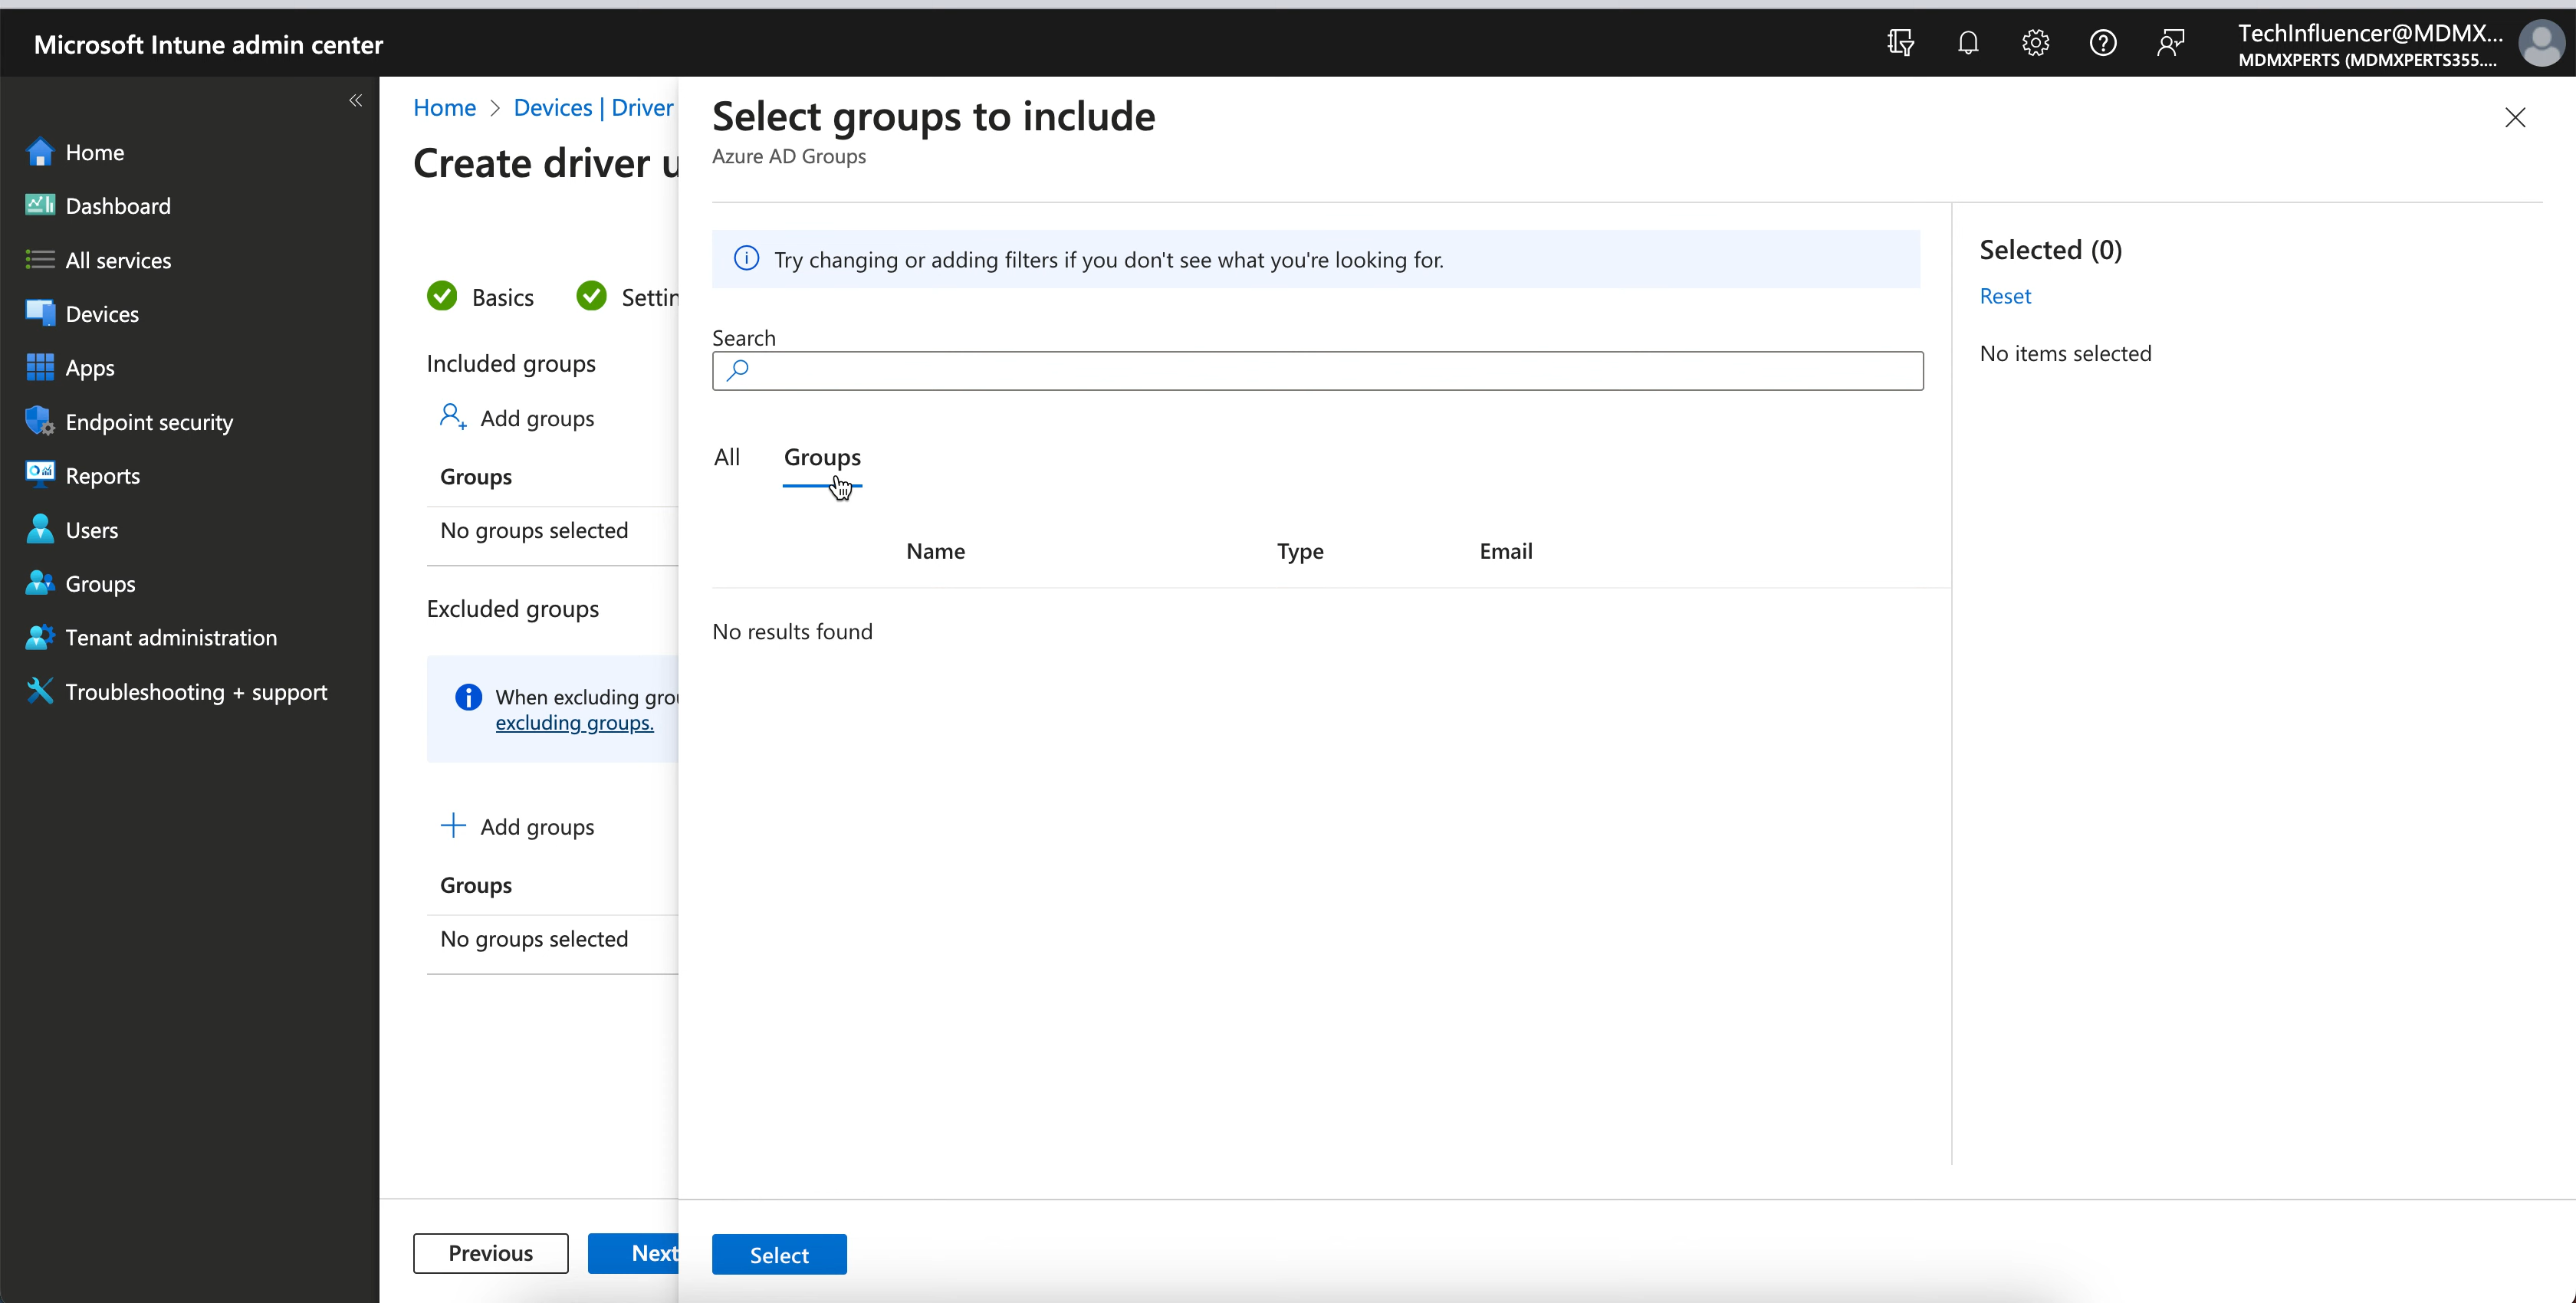 Microsoft Intune admin center
TechInfluencer@MDMX...
MDMXPERTS (MDMXPERTS355....
Home
Dashboard
All services
Devices
Apps
Endpoint security
Reports
Users
Groups
Tenant administration
Troubleshooting + support
Home > Devices | Driver
Create driver u
Basics
Settin
Included groups
Add groups
Groups
No groups selected
Excluded groups
When excluding grou
excluding groups.
Add groups
Groups
No groups selected
Previous
Next
Select groups to include
Azure AD Groups
Try changing or adding filters if you don't see what you're looking for.
Search
All Groups
Name Type Email
No results found
Select
Selected (0)
Reset
No items selected